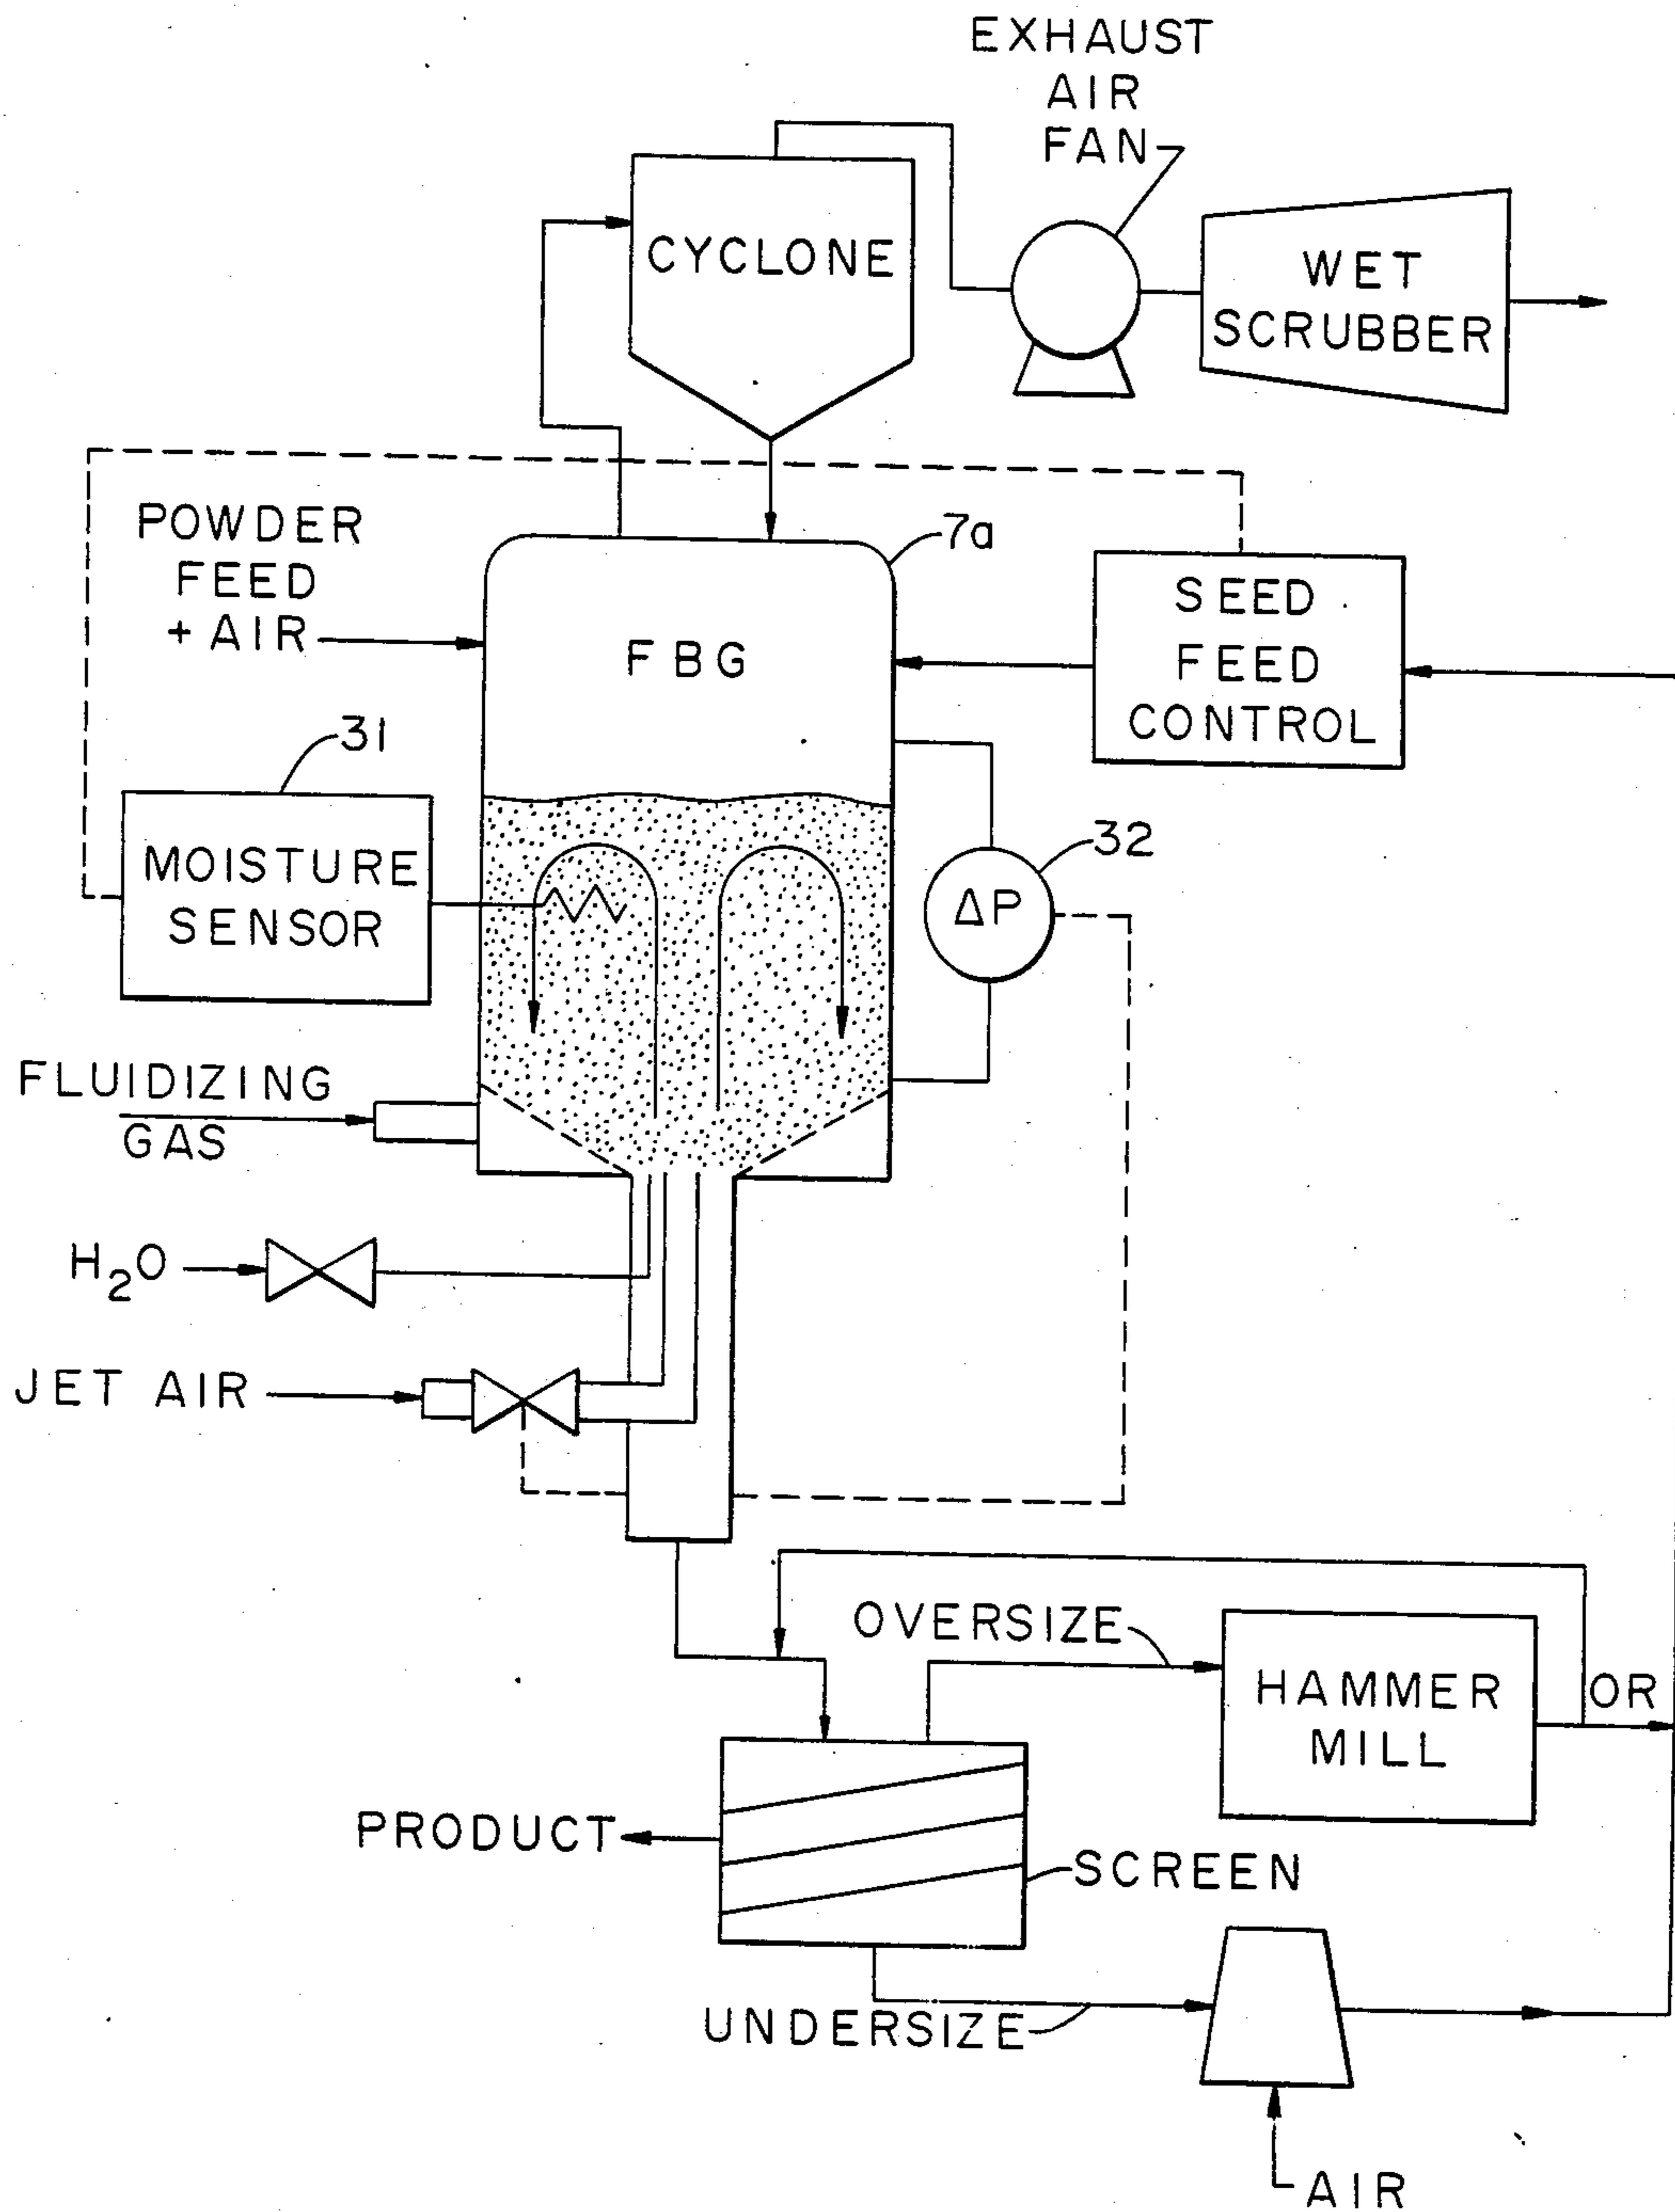 EXHAUST
AIR
FAN
CYCLONE
WET
SCRUBBER
POWDER
FEED
+ AIR
7a
FBG
SEED
FEED
CONTROL
31
MOISTURE
SENSOR
32
ΔP
FLUIDIZING
GAS
H₂O
JET AIR
OVERSIZE
HAMMER
MILL
OR
PRODUCT
SCREEN
UNDERSIZE
AIR